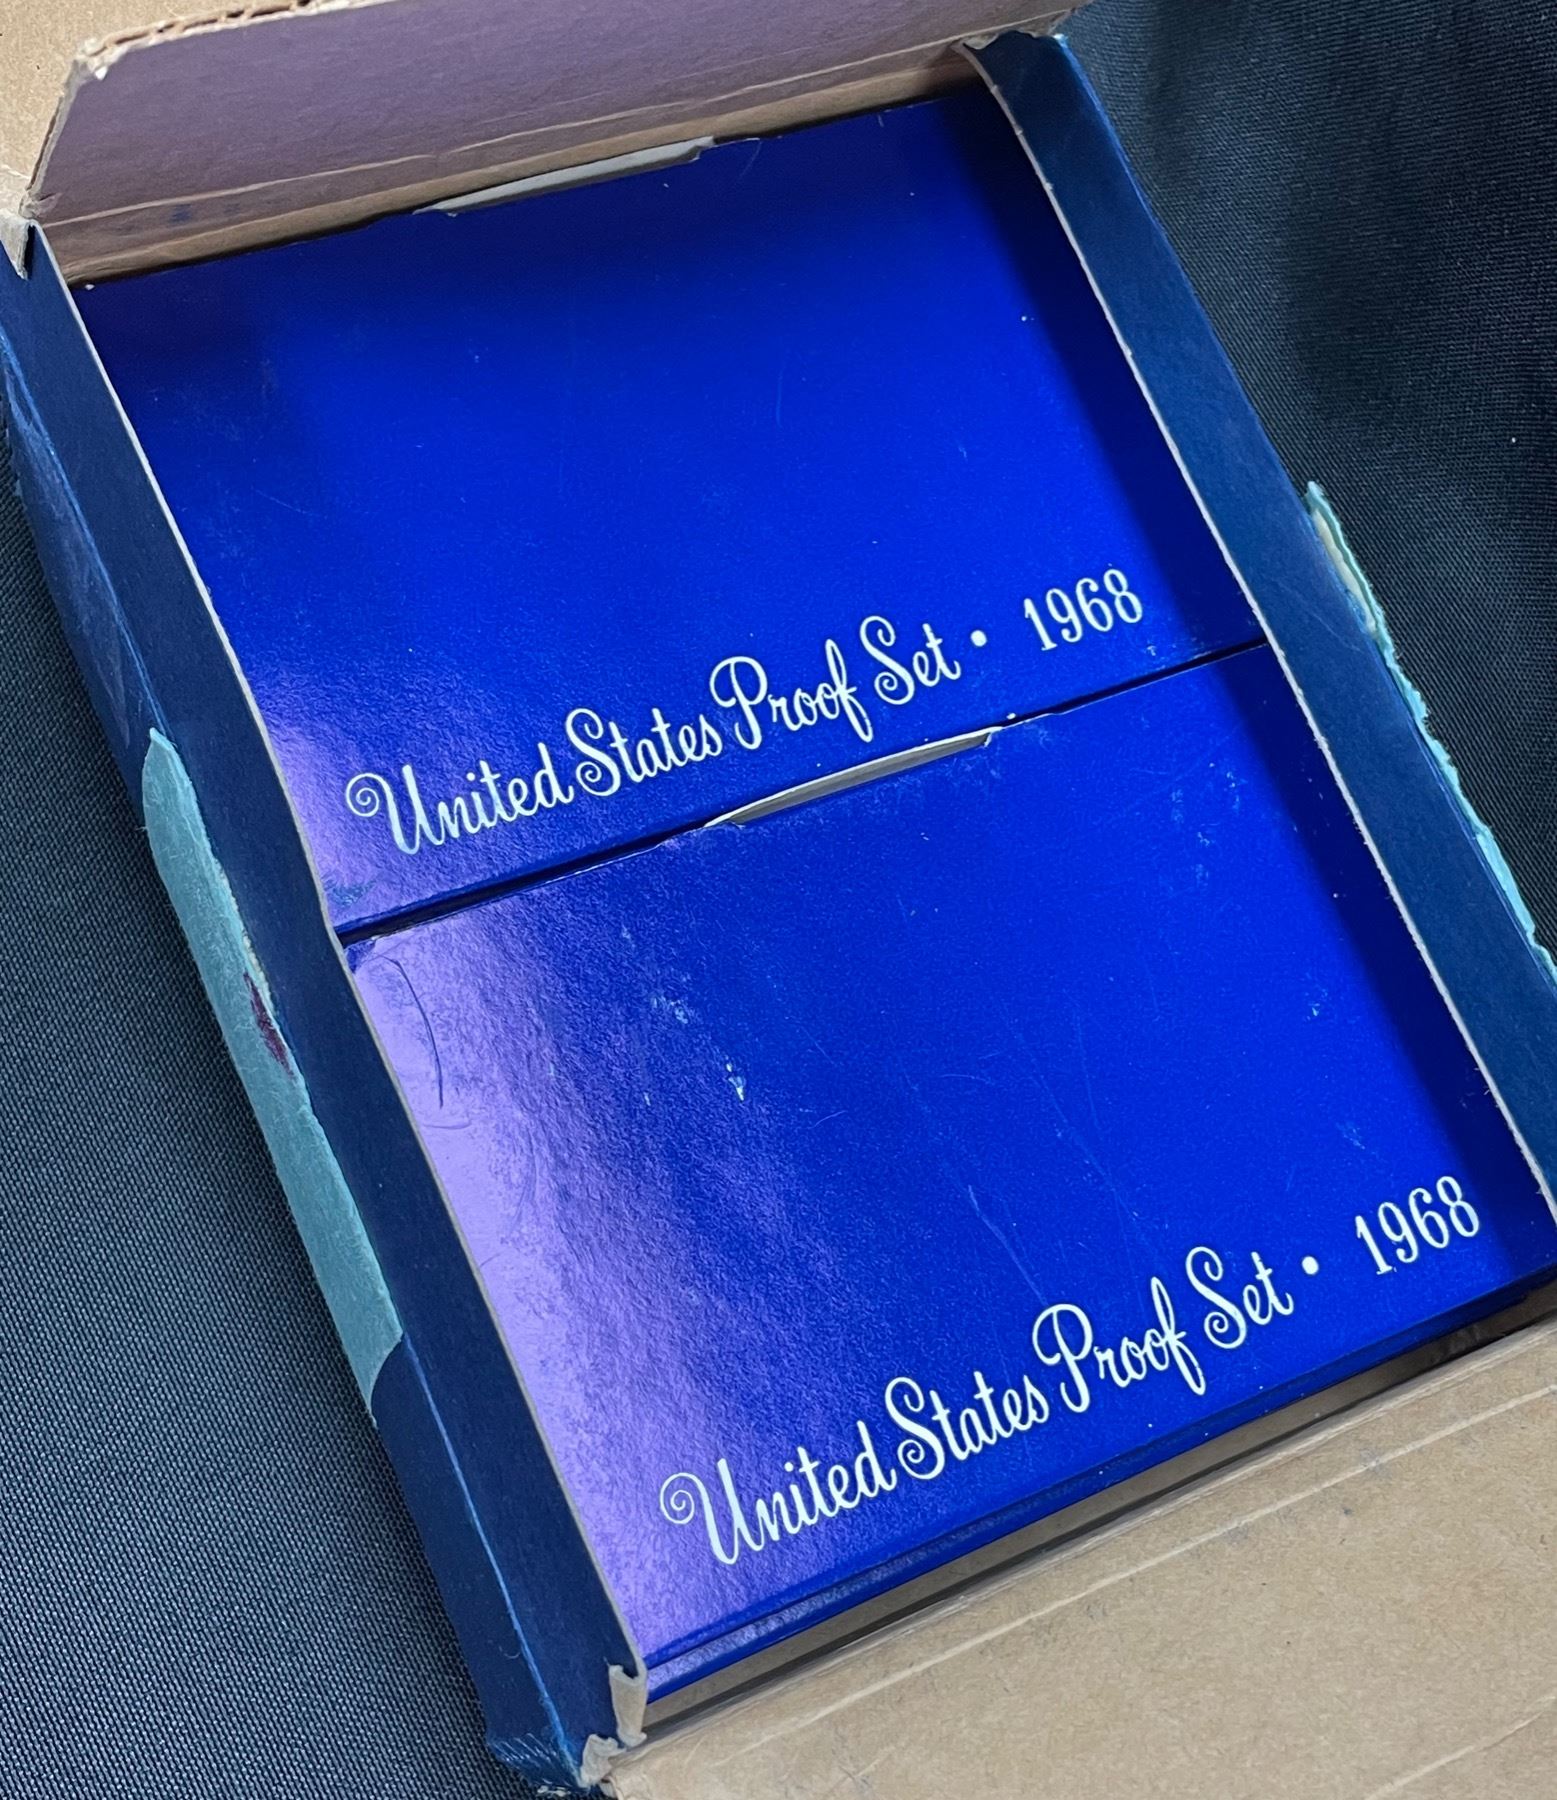 United States Proof Set • 1968
United States Proof Set • 1968